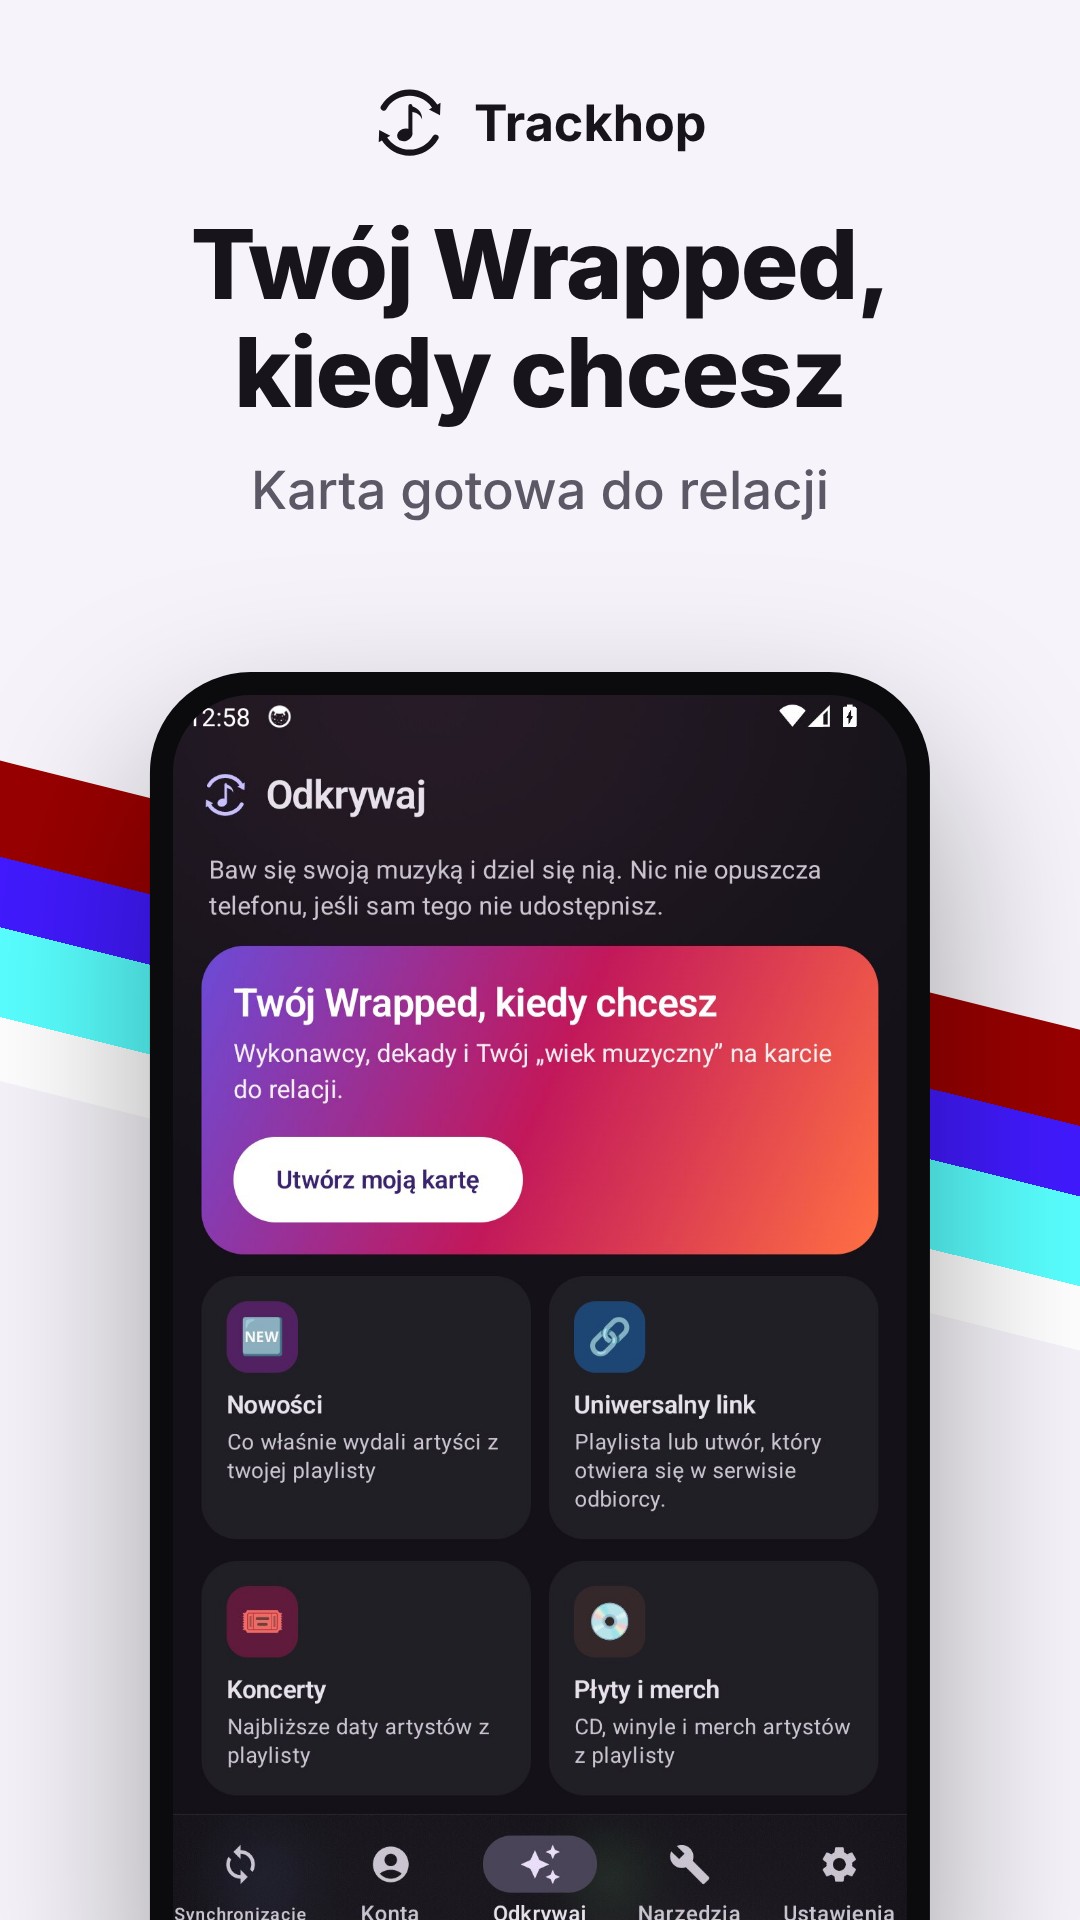 Trackhop
Twój Wrapped,
kiedy chcesz
Karta gotowa do relacji
12:58
Odkrywaj
Baw się swoją muzyką i dziel się nią. Nic nie opuszcza
telefonu, jeśli sam tego nie udostępnisz.
Twój Wrapped, kiedy chcesz
Wykonawcy, dekady i Twój „wiek muzyczny” na karcie
do relacji.
Utwórz moją kartę
NEW
Nowości
Co właśnie wydali artyści z
twojej playlisty
Uniwersalny link
Playlista lub utwór, który
otwiera się w serwisie
odbiorcy.
Koncerty
Najbliższe daty artystów z
playlisty
Płyty i merch
CD, winyle i merch artystów
z playlisty
Synchronizacje
Konta
Odkrywaj
Narzędzia
Ustawienia